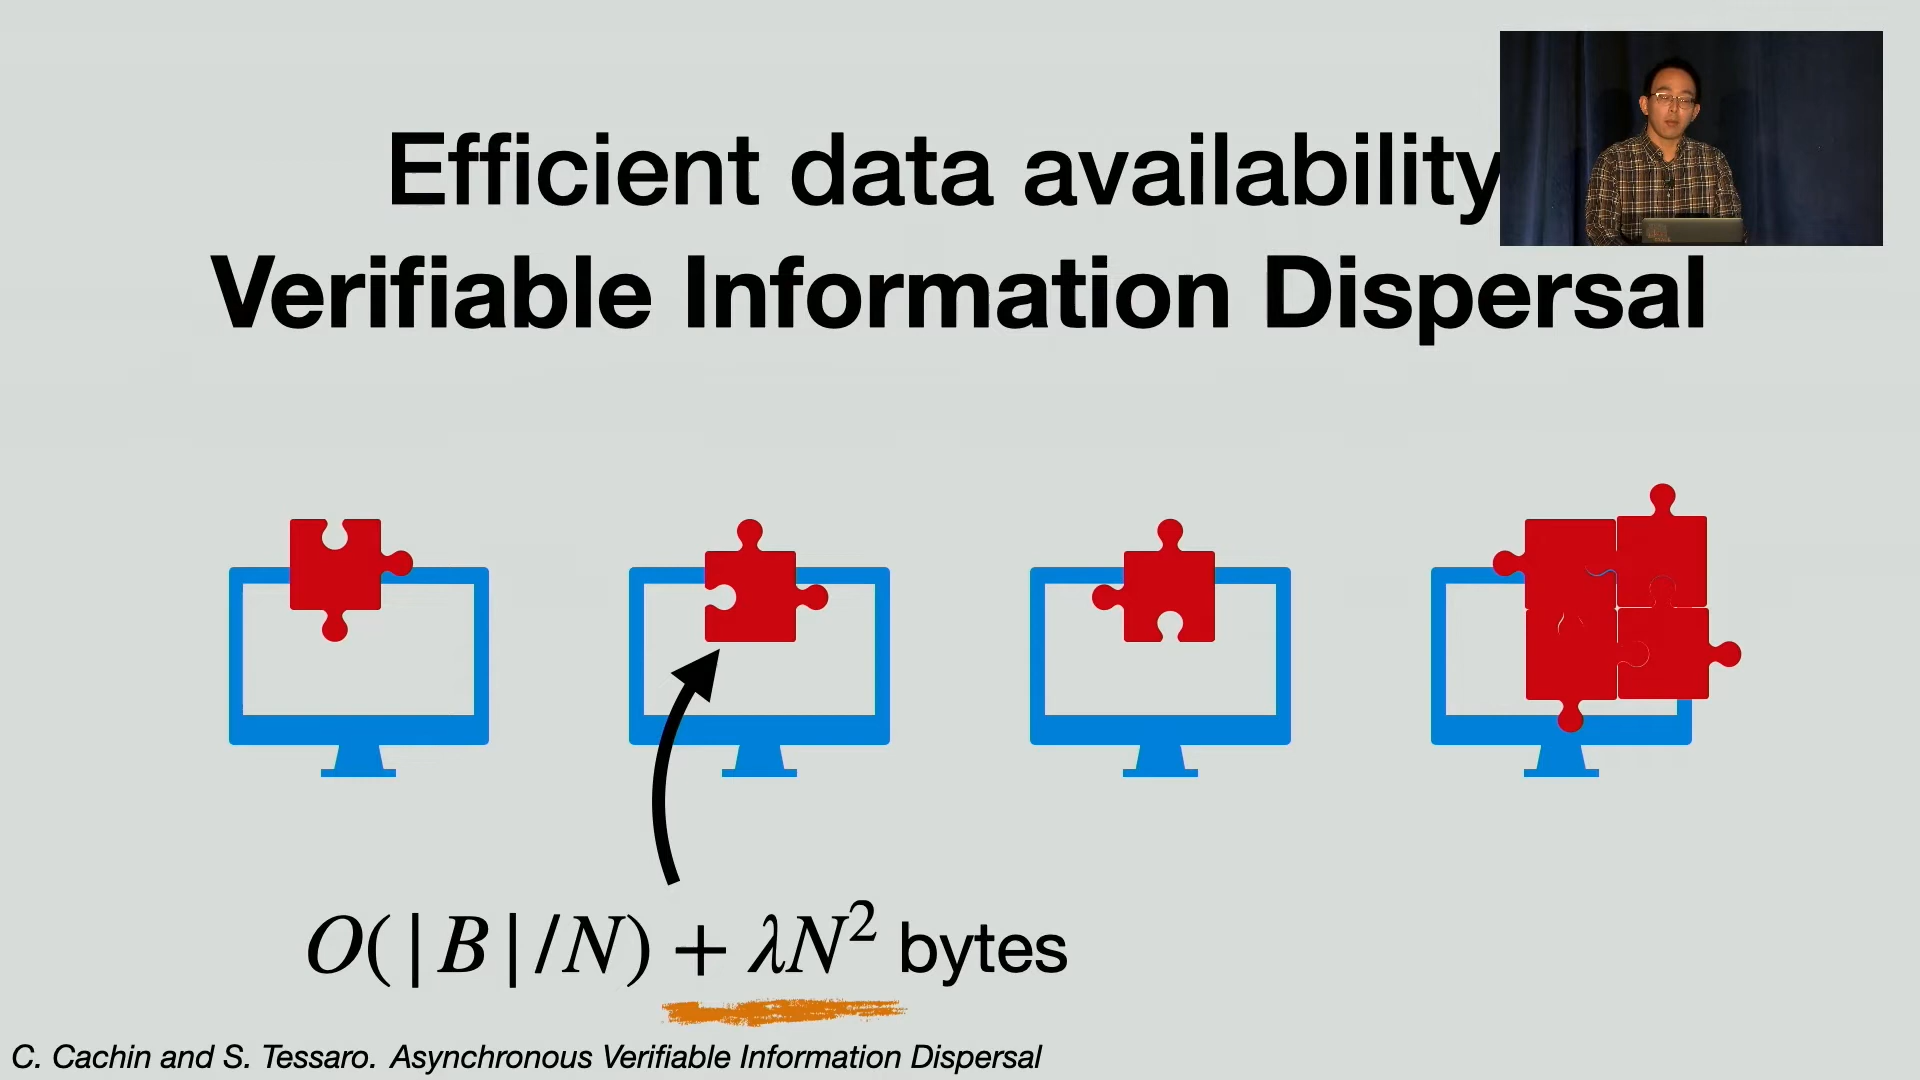 Efficient data availability
Verifiable Information Dispersal
O(|B|/N) + λN² bytes
C. Cachin and S. Tessaro. Asynchronous Verifiable Information Dispersal